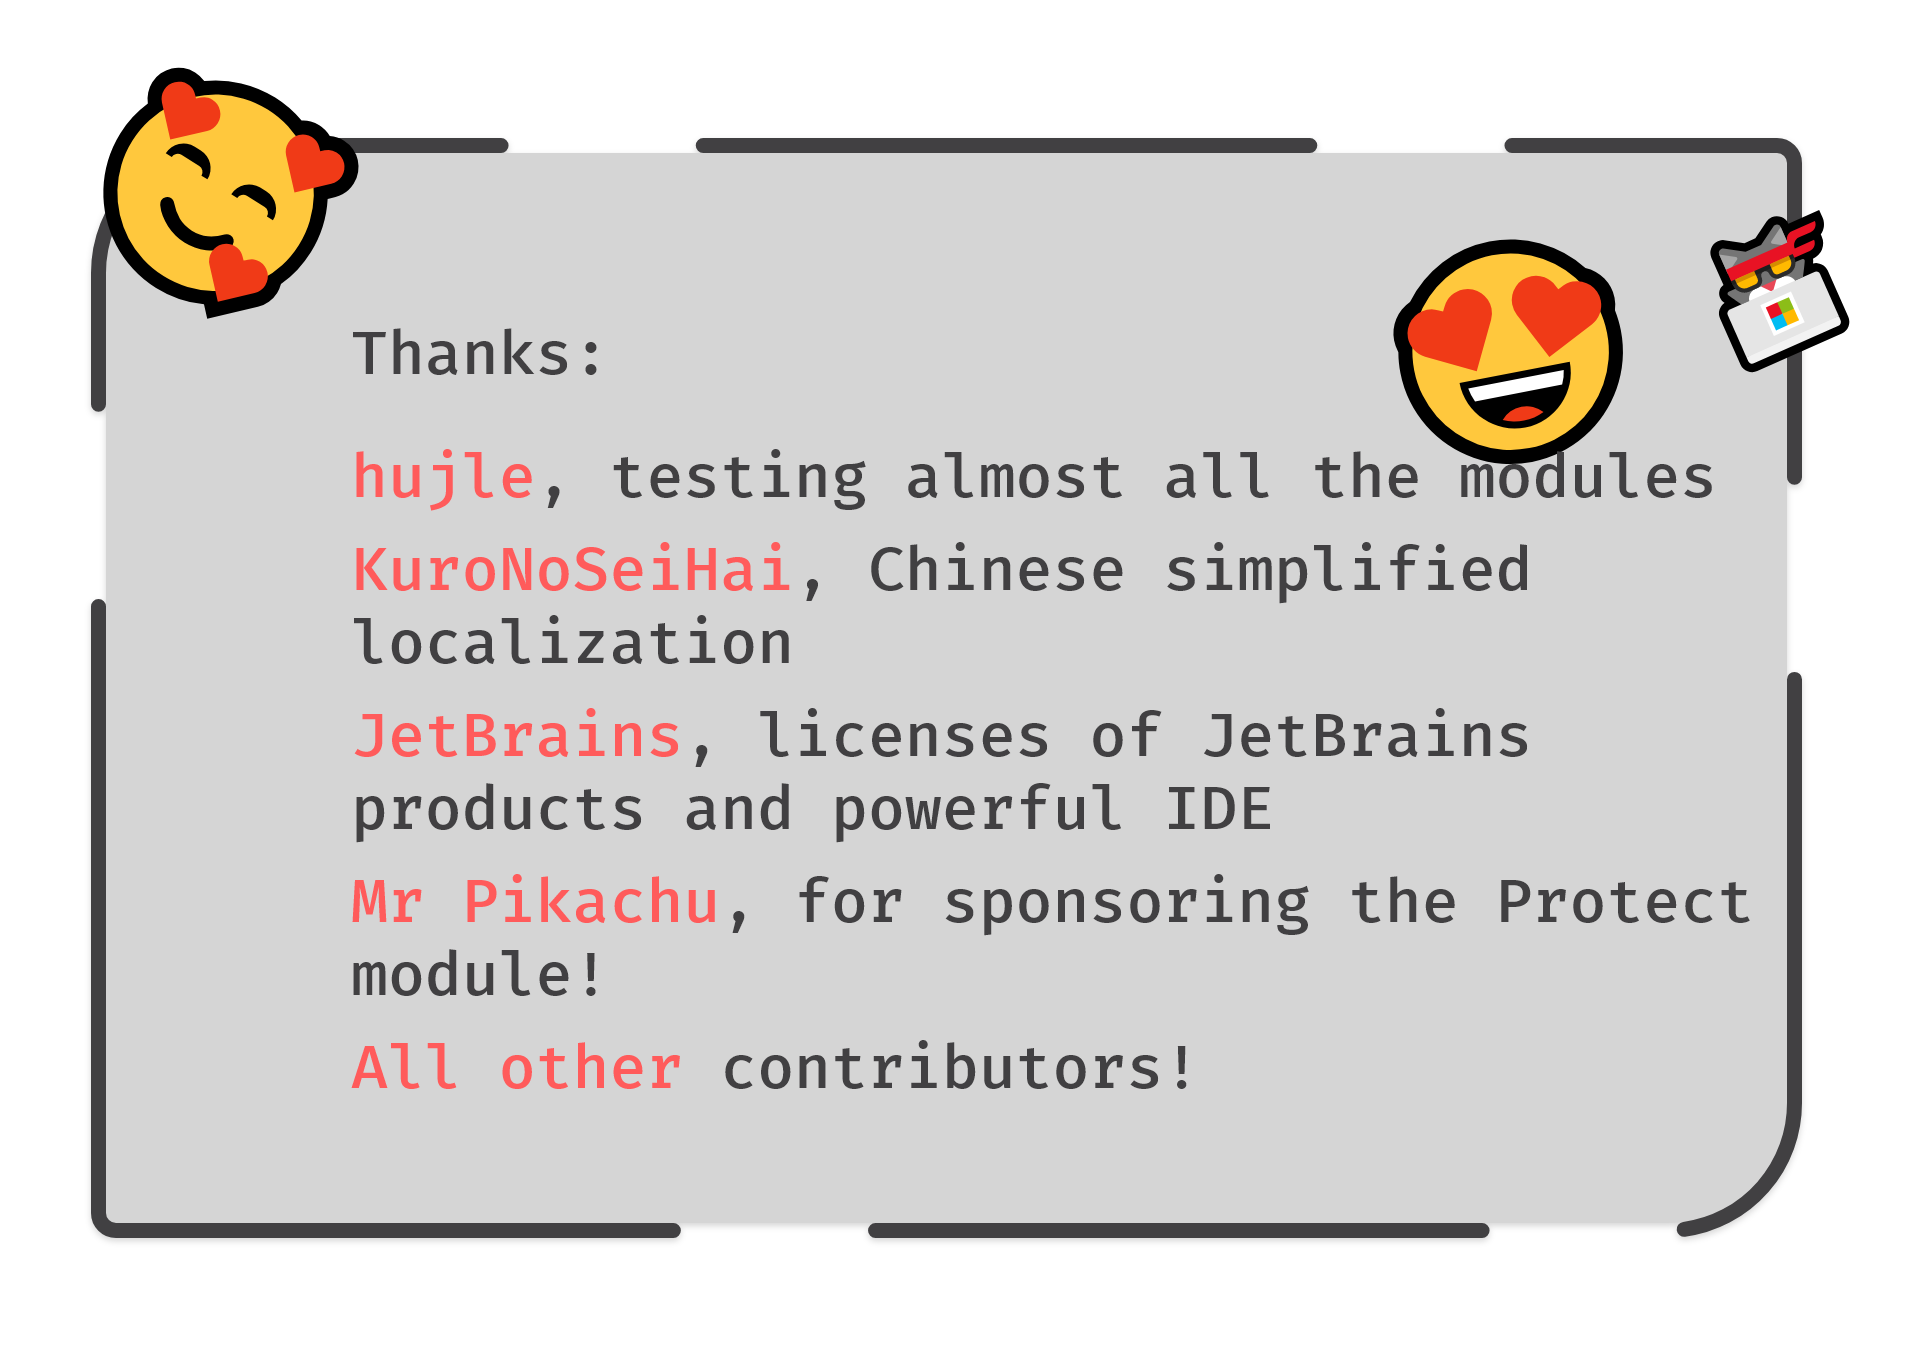 Thanks:
hujle, testing almost all the modules
KuroNoSeiHai, Chinese simplified
localization
JetBrains, licenses of JetBrains
products and powerful IDE
Mr Pikachu, for sponsoring the Protect
module!
All other contributors!